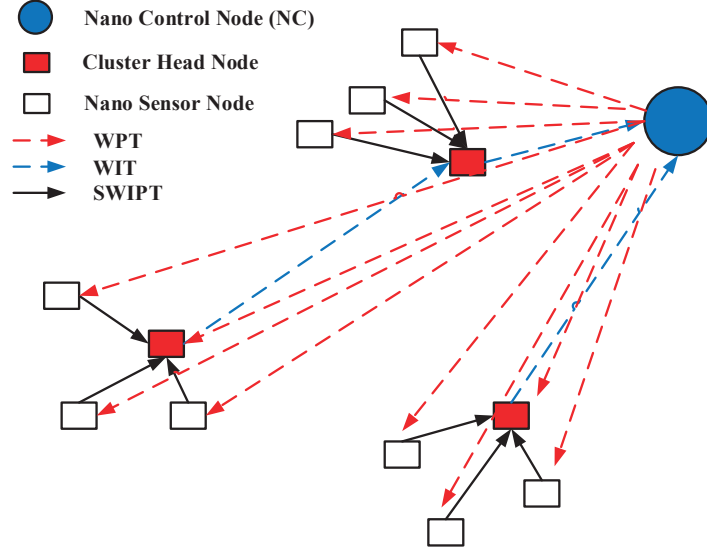 Nano Control Node (NC)
Cluster Head Node
Nano Sensor Node
WPT
WIT
SWIPT